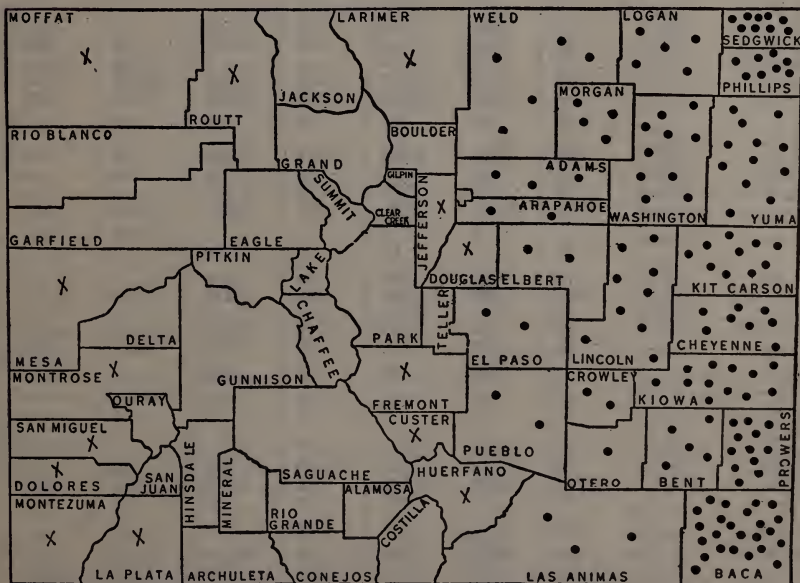 MOFFAT
LARIMER
WELD
LOGAN
SEDGWICK
X
X
X
JACKSON
PHILLIPS
MORGAN
ROUTT
BOULDER
RIO BLANCO
GRAND
GILPIN
ADAMS
SUMMIT
JEFFERSON
X
CLEAR
CREEK
ARAPAHOE
WASHINGTON
YUMA
GARFIELD
EAGLE
PITKIN
LAKE
X
DOUGLAS
ELBERT
KIT CARSON
X
CHAFFEE
TELLER
DELTA
PARK
CHEYENNE
MESA
EL PASO
LINCOLN
MONTROSE
X
GUNNISON
X
CROWLEY
KIOWA
OURAY
FREMONT
SAN MIGUEL
X
CUSTER
X
PUEBLO
PROWERS
HINSDALE
MINERAL
SAGUACHE
HUERFANO
X
DOLORES
X
SAN
JUAN
ALAMOSA
OTERO
BENT
MONTEZUMA
RIO
GRANDE
COSTILLA
X
X
LA PLATA
ARCHULETA
CONEJOS
LAS ANIMAS
BACA